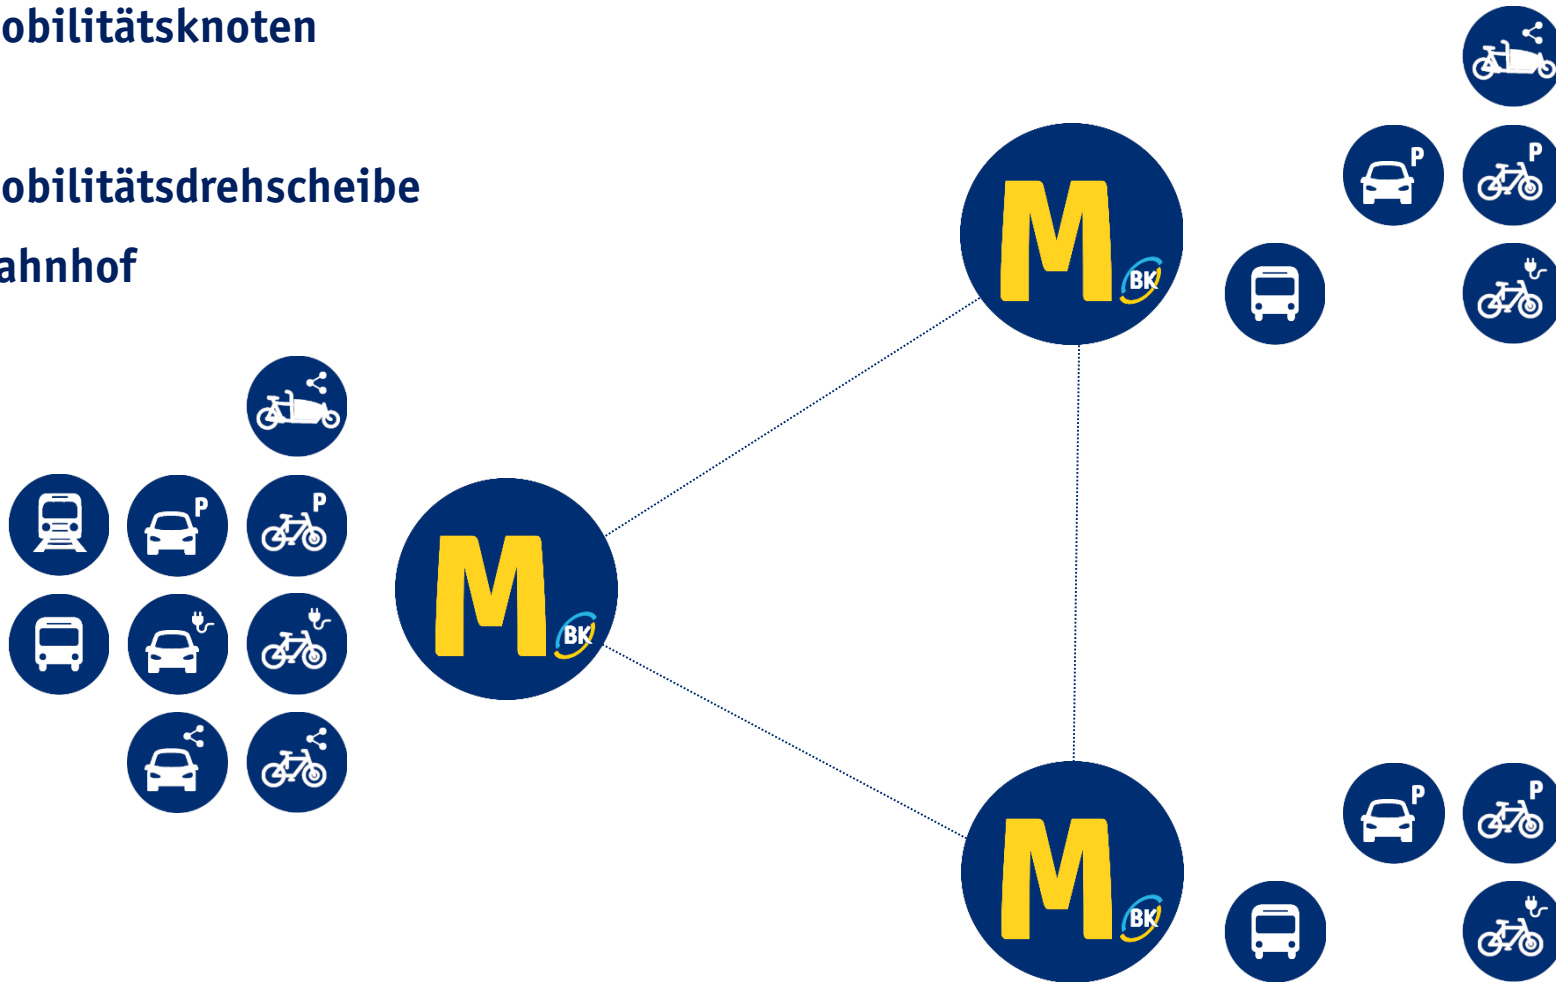 obilitätsknoten
obilitätsdrehscheibe
ahnhof
M BK
P
P
P
P
M BK
M BK
P
P